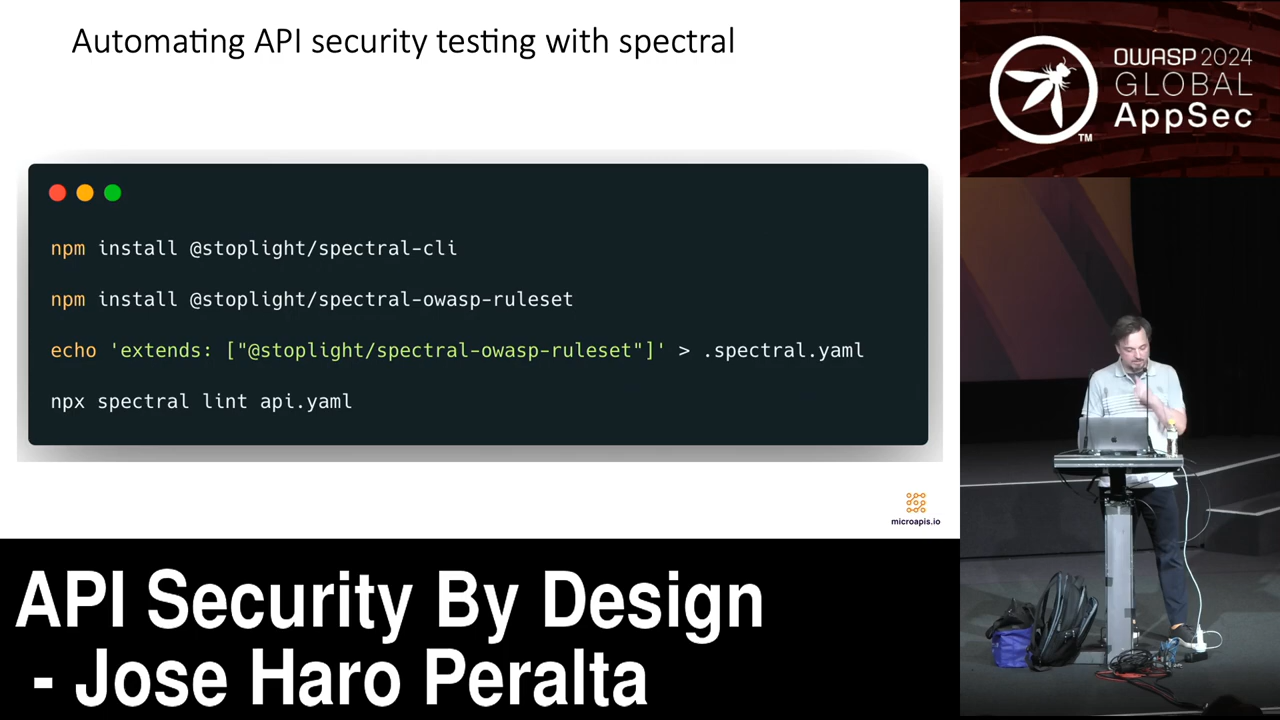 Automating API security testing with spectral
npm install @stoplight/spectral-cli
npm install @stoplight/spectral-owasp-ruleset
echo 'extends: ["@stoplight/spectral-owasp-ruleset"]' > .spectral.yaml
npx spectral lint api.yaml
microapis.io
API Security By Design
- Jose Haro Peralta
OWASP 2024
GLOBAL
AppSec
TM